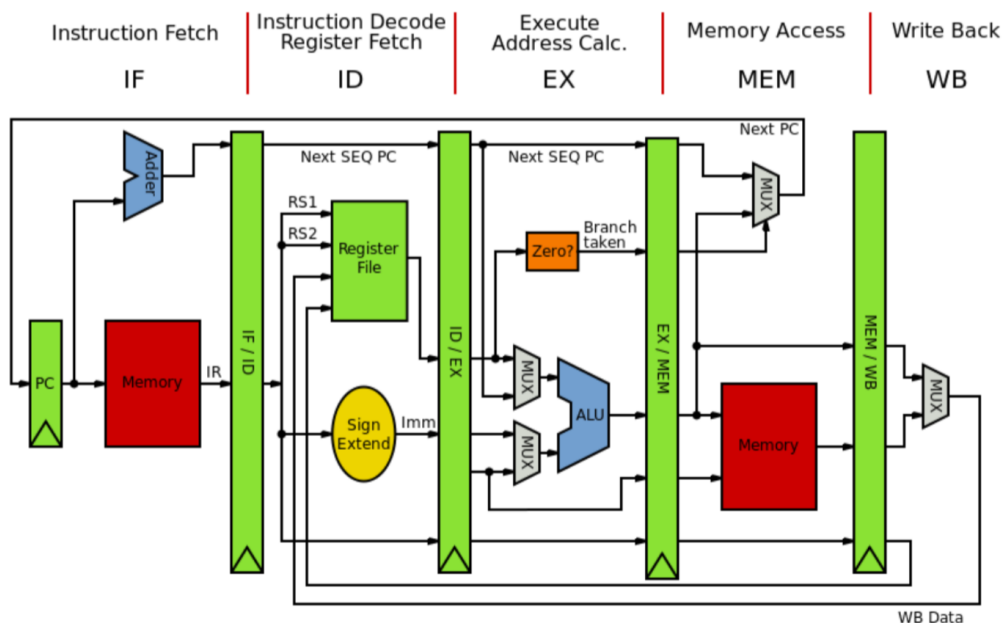 Instruction Fetch
Instruction Decode
Register Fetch
Execute
Address Calc.
Memory Access
Write Back
IF
ID
EX
MEM
WB
Next PC
Adder
Next SEQ PC
Next SEQ PC
MUX
RS1
RS2
Register
File
Branch
taken
Zero?
IF / ID
ID / EX
EX / MEM
MEM / WB
PC
Memory
IR
MUX
ALU
MUX
Sign
Extend
Imm
MUX
Memory
WB Data